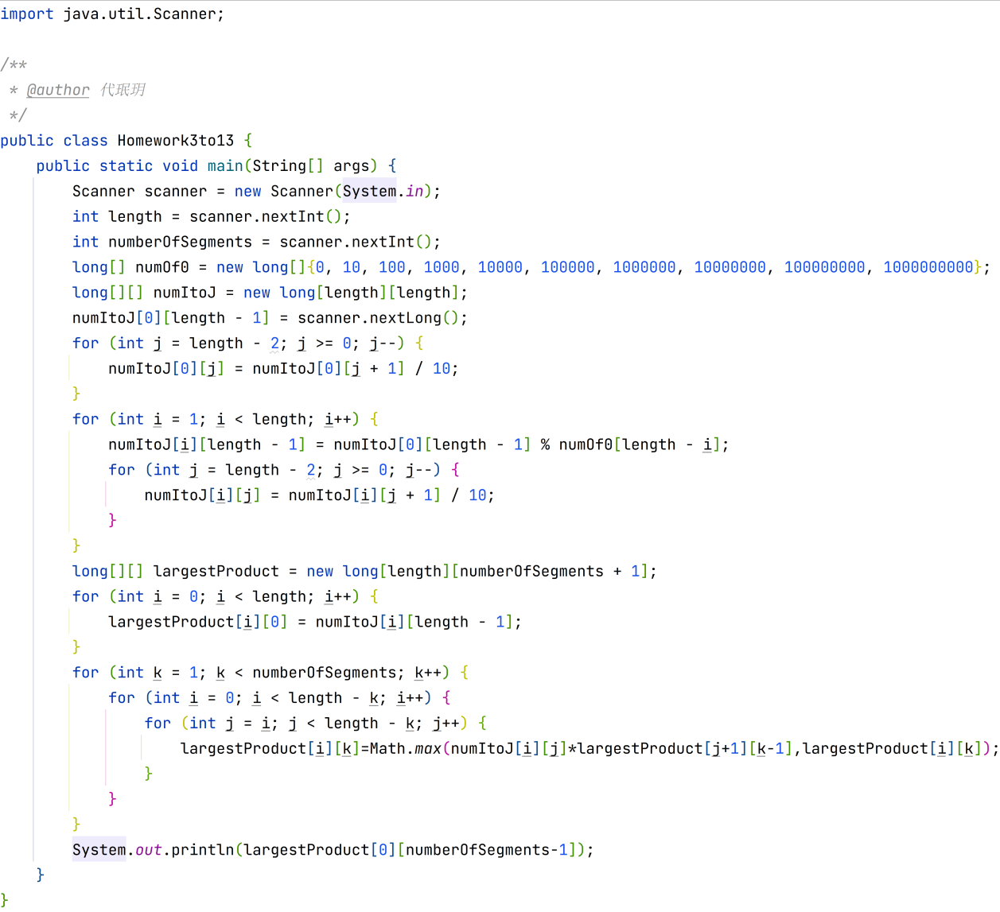 import java.util.Scanner;
/**
 * @author 代珉玥
 */
public class Homework3to13 {
    public static void main(String[] args) {
        Scanner scanner = new Scanner(System.in);
        int length = scanner.nextInt();
        int numberOfSegments = scanner.nextInt();
        long[] numOf0 = new long[]{0, 10, 100, 1000, 10000, 100000, 1000000, 10000000, 100000000, 1000000000};
        long[][] numItoJ = new long[length][length];
        numItoJ[0][length - 1] = scanner.nextLong();
        for (int j = length - 2; j >= 0; j--) {
            numItoJ[0][j] = numItoJ[0][j + 1] / 10;
        }
        for (int i = 1; i < length; i++) {
            numItoJ[i][length - 1] = numItoJ[0][length - 1] % numOf0[length - i];
            for (int j = length - 2; j >= 0; j--) {
                numItoJ[i][j] = numItoJ[i][j + 1] / 10;
            }
        }
        long[][] largestProduct = new long[length][numberOfSegments + 1];
        for (int i = 0; i < length; i++) {
            largestProduct[i][0] = numItoJ[i][length - 1];
        }
        for (int k = 1; k < numberOfSegments; k++) {
            for (int i = 0; i < length - k; i++) {
                for (int j = i; j < length - k; j++) {
                    largestProduct[i][k]=Math.max(numItoJ[i][j]*largestProduct[j+1][k-1],largestProduct[i][k]);
                }
            }
        }
        System.out.println(largestProduct[0][numberOfSegments-1]);
    }
}